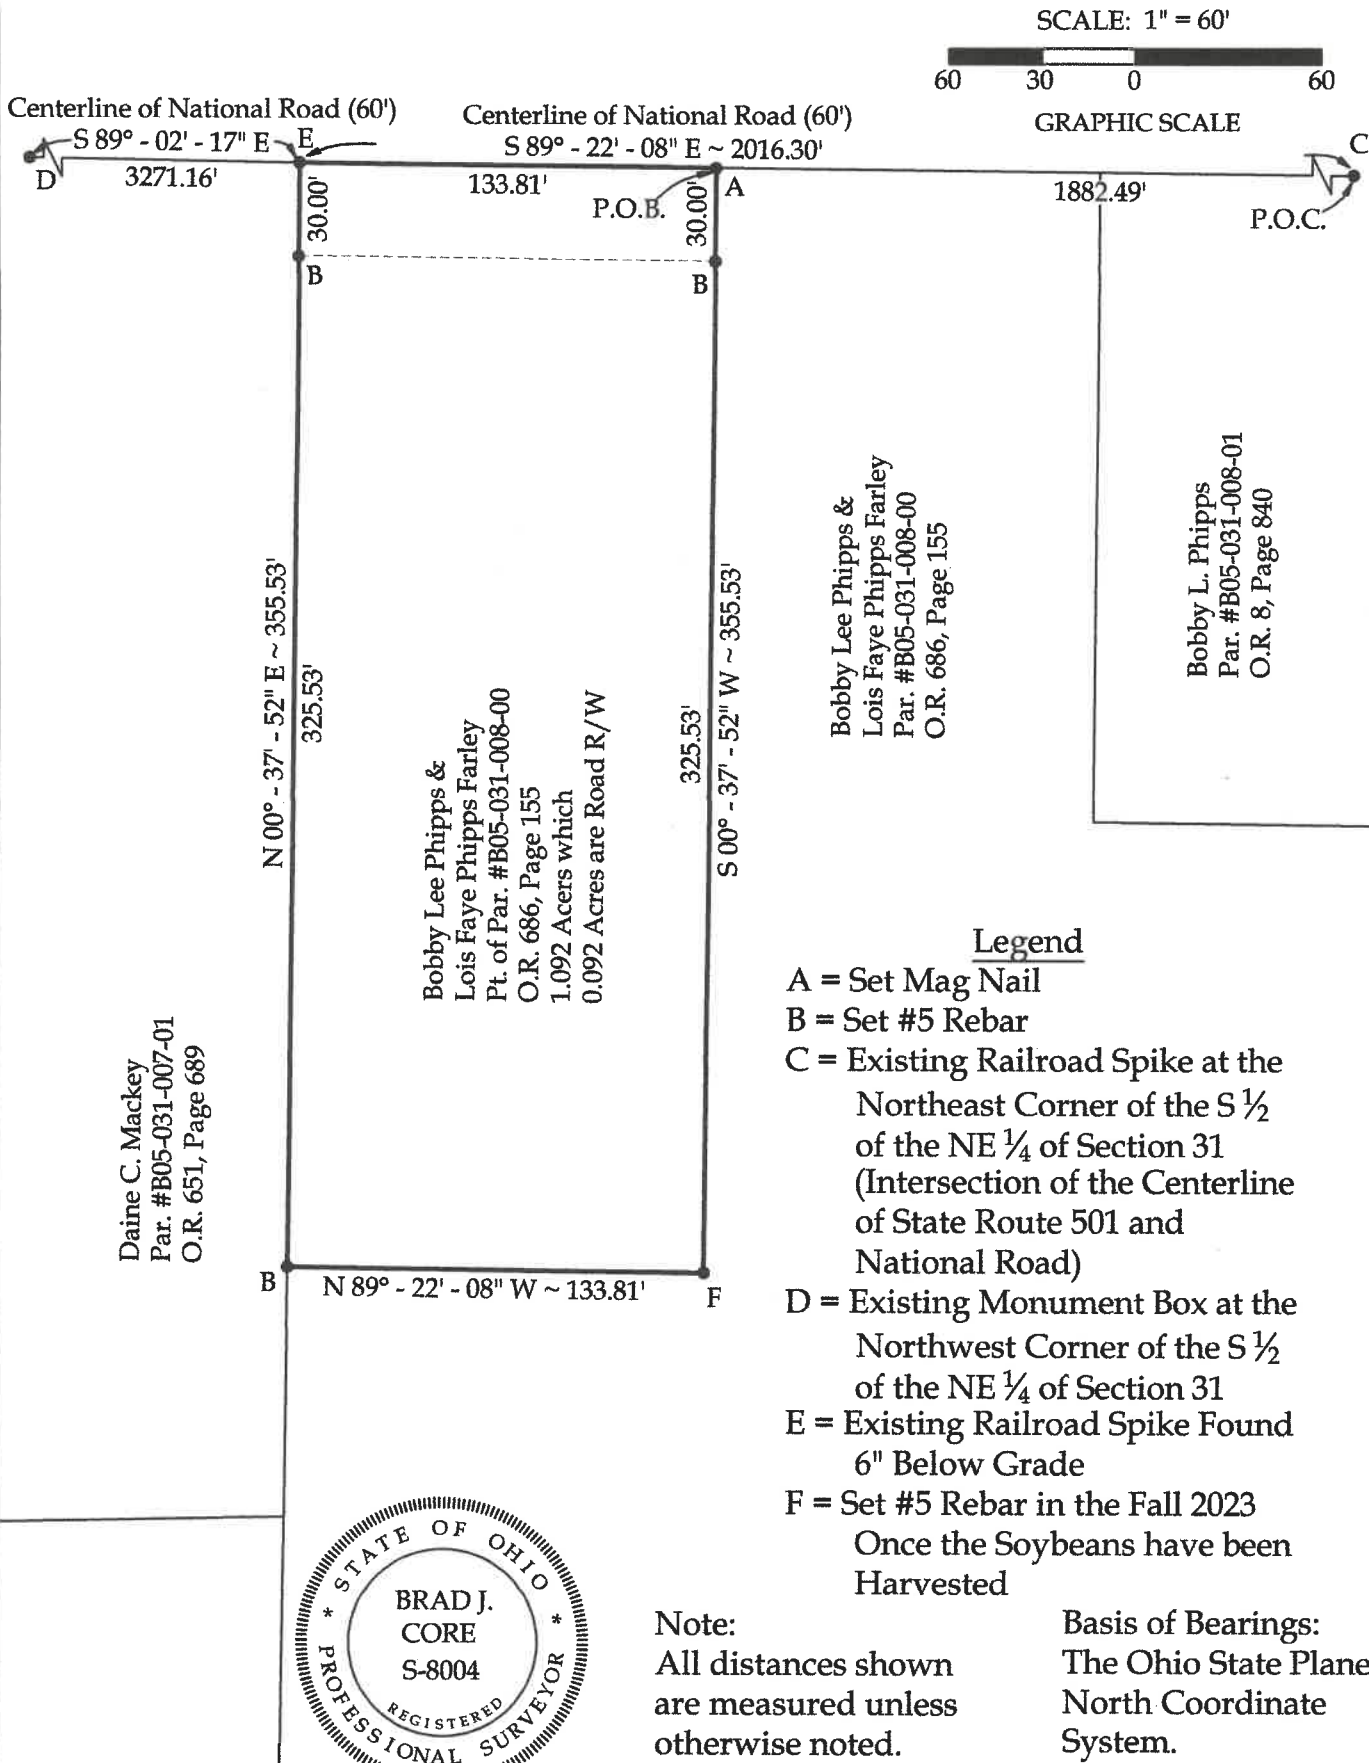 SCALE: 1" = 60'
60 30 0 60
GRAPHIC SCALE
Centerline of National Road (60')
S 89° - 02' - 17" E
E
D
3271.16'
Centerline of National Road (60')
S 89° - 22' - 08" E ~ 2016.30'
133.81'
P.O.B.
A
1882.49'
C
P.O.C.
30.00'
30.00'
B
B
N 00° - 37' - 52" E ~ 355.53'
325.53'
325.53'
S 00° - 37' - 52" W ~ 355.53'
Bobby Lee Phipps &
Lois Faye Phipps Farley
Pt. of Par. #B05-031-008-00
O.R. 686, Page 155
1.092 Acers which
0.092 Acres are Road R/W
Bobby Lee Phipps &
Lois Faye Phipps Farley
Par. #B05-031-008-00
O.R. 686, Page 155
Bobby L. Phipps
Par. #B05-031-008-01
O.R. 8, Page 840
Daine C. Mackey
Par. #B05-031-007-01
O.R. 651, Page 689
B
N 89° - 22' - 08" W ~ 133.81'
F
Legend
A = Set Mag Nail
B = Set #5 Rebar
C = Existing Railroad Spike at the
Northeast Corner of the S ½
of the NE ¼ of Section 31
(Intersection of the Centerline
of State Route 501 and
National Road)
D = Existing Monument Box at the
Northwest Corner of the S ½
of the NE ¼ of Section 31
E = Existing Railroad Spike Found
6" Below Grade
F = Set #5 Rebar in the Fall 2023
Once the Soybeans have been
Harvested
* STATE OF OHIO *
BRAD J.
CORE
S-8004
REGISTERED
PROFESSIONAL SURVEYOR
Note:
All distances shown
are measured unless
otherwise noted.
Basis of Bearings:
The Ohio State Plane
North Coordinate
System.